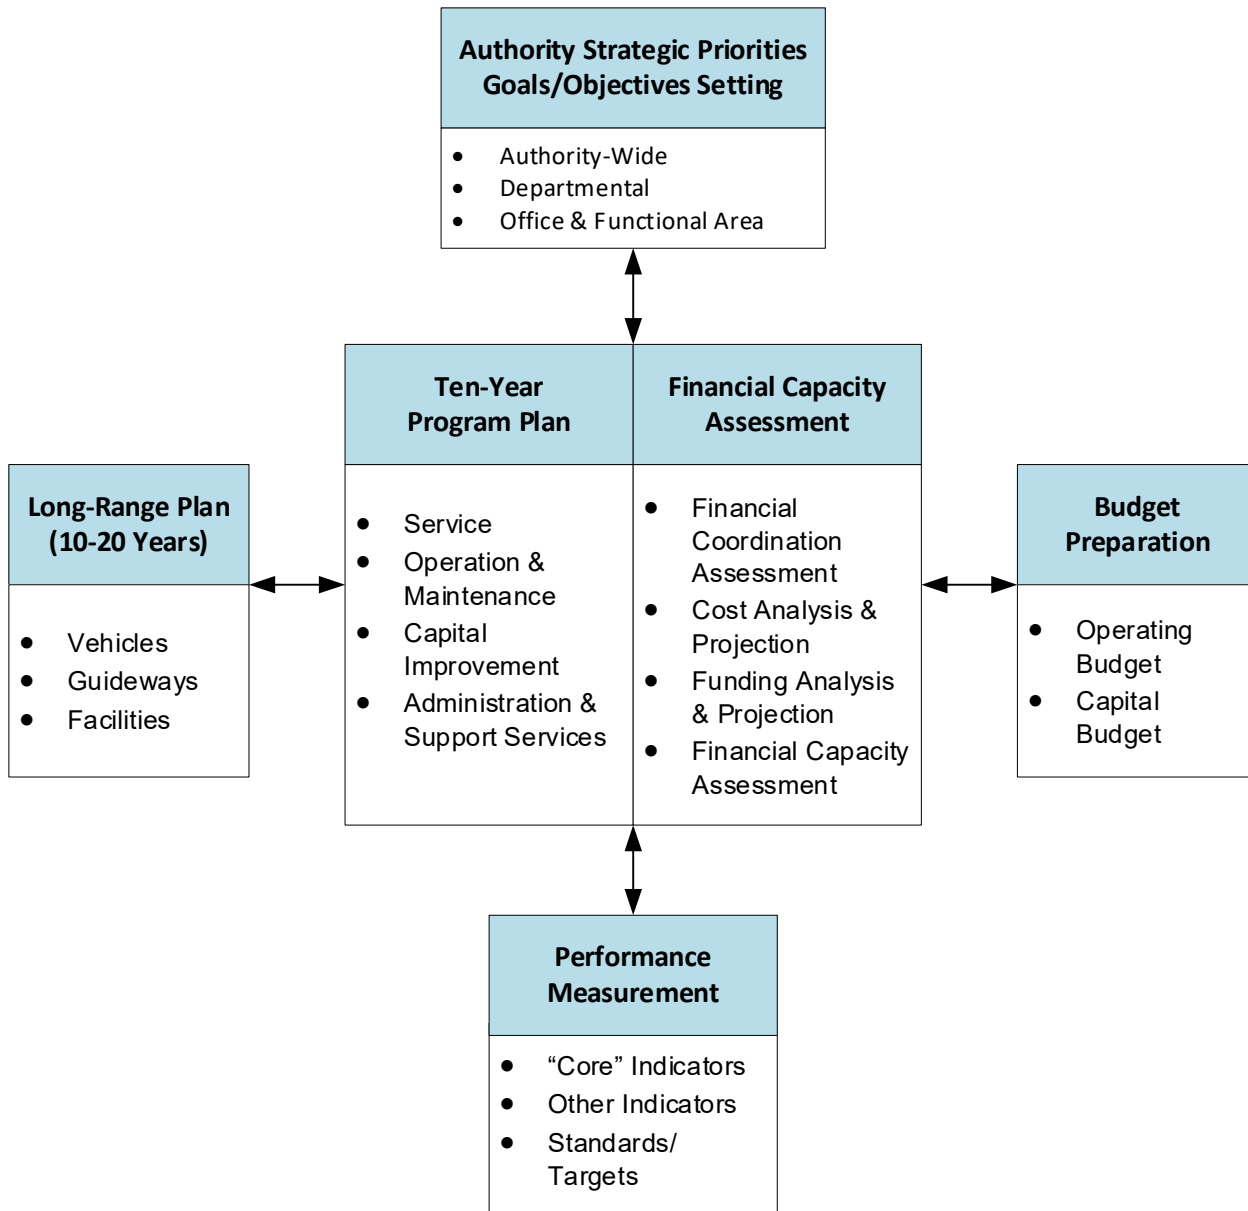 Authority Strategic Priorities
Goals/Objectives Setting
• Authority-Wide
• Departmental
• Office & Functional Area
Ten-Year
Program Plan
• Service
• Operation &
Maintenance
• Capital
Improvement
• Administration &
Support Services
Financial Capacity
Assessment
• Financial
Coordination
Assessment
• Cost Analysis &
Projection
• Funding Analysis
& Projection
• Financial Capacity
Assessment
Long-Range Plan
(10-20 Years)
• Vehicles
• Guideways
• Facilities
Budget
Preparation
• Operating
Budget
• Capital
Budget
Performance
Measurement
• “Core” Indicators
• Other Indicators
• Standards/
Targets